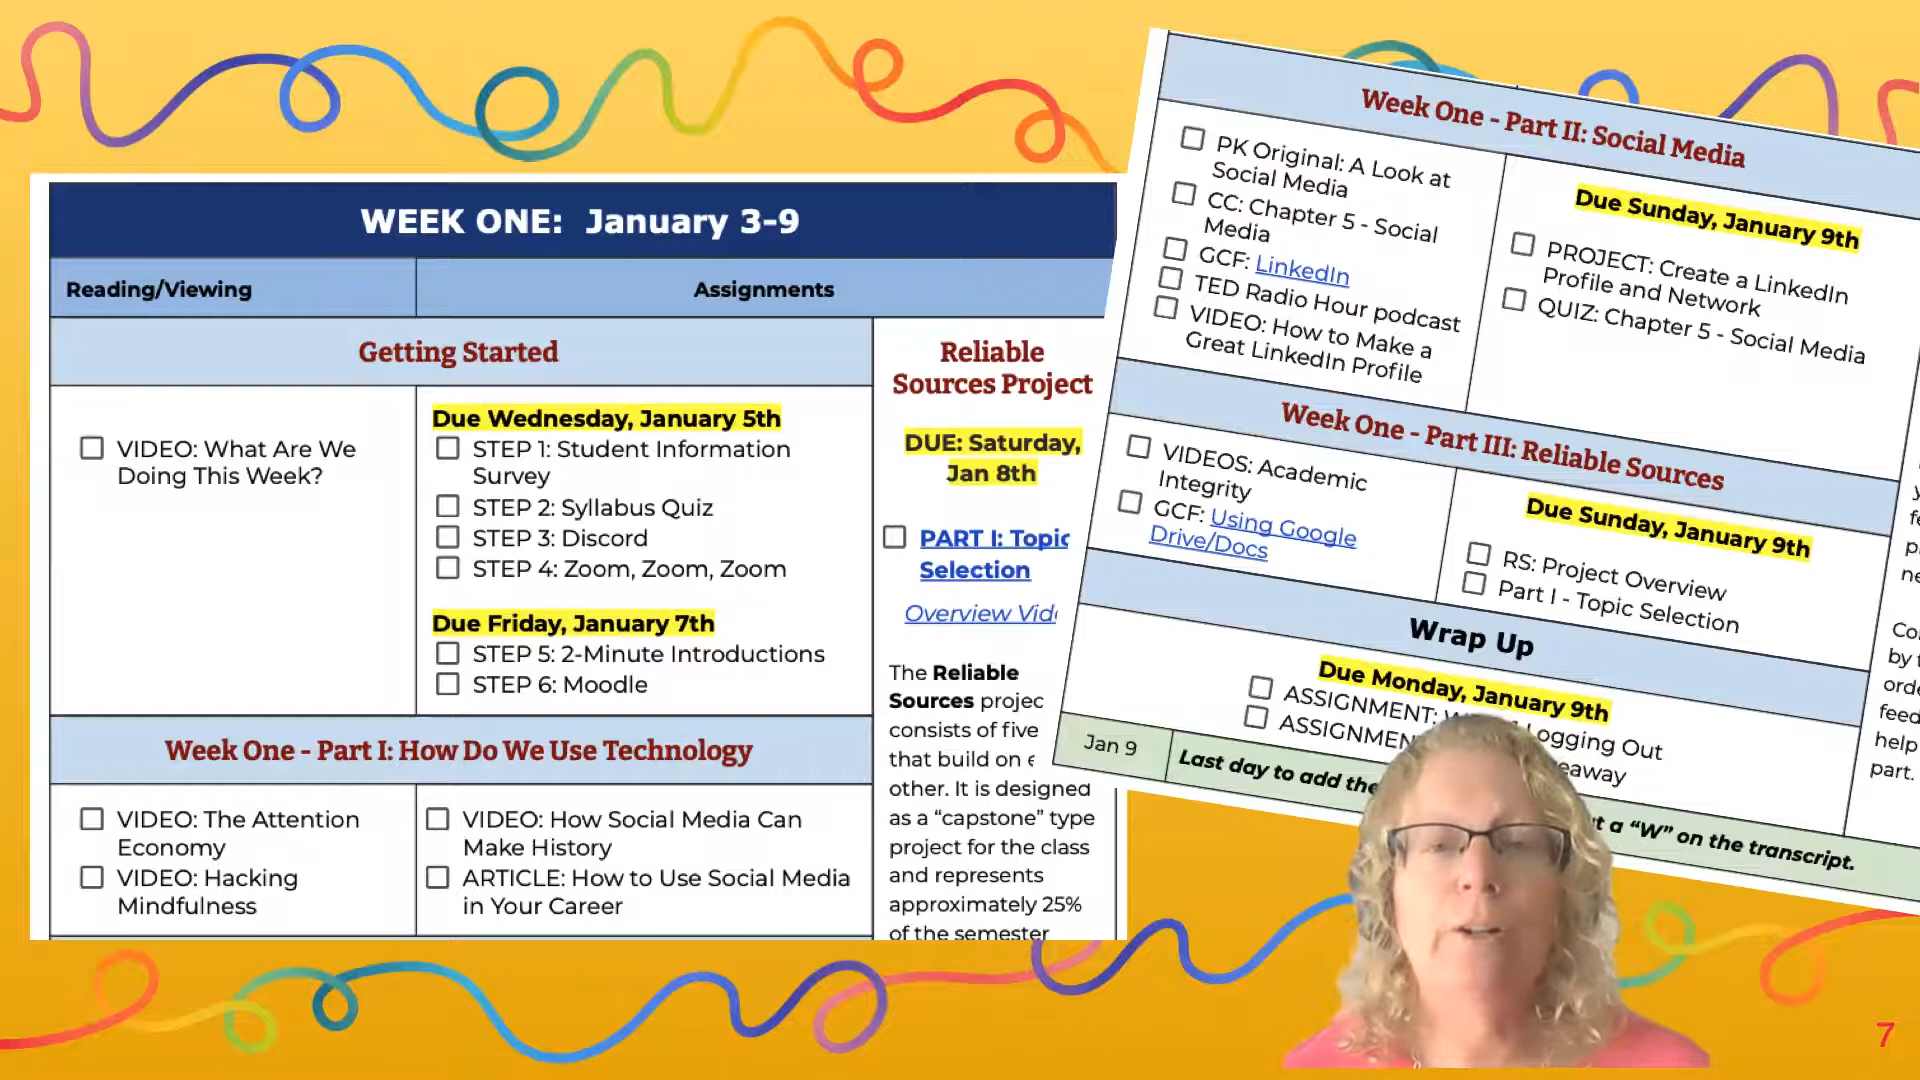 WEEK ONE: January 3-9
Reading/Viewing
Assignments
Getting Started
VIDEO: What Are We
Doing This Week?
Due Wednesday, January 5th
STEP 1: Student Information
Survey
STEP 2: Syllabus Quiz
STEP 3: Discord
STEP 4: Zoom, Zoom, Zoom
Due Friday, January 7th
STEP 5: 2-Minute Introductions
STEP 6: Moodle
Week One - Part I: How Do We Use Technology
VIDEO: The Attention
Economy
VIDEO: Hacking
Mindfulness
VIDEO: How Social Media Can
Make History
ARTICLE: How to Use Social Media
in Your Career
Reliable
Sources Project
DUE: Saturday,
Jan 8th
PART I: Topic
Selection
Overview
The Reliable
Sources
consists of five
that build on
other. It is designed
as a “capstone” type
project for the class
and represents
approximately 25%
of the semester
Week One - Part II: Social Media
PK Original: A Look at
Social Media
CC: Chapter 5 - Social
Media
GCF: LinkedIn
TED Radio Hour podcast
VIDEO: How to Make a
Great LinkedIn Profile
Due Sunday, January 9th
PROJECT: Create a LinkedIn
Profile and Network
QUIZ: Chapter 5 - Social Media
Week One - Part III: Reliable Sources
VIDEOS: Academic
Integrity
GCF: Using Google
Drive/Docs
Due Sunday, January 9th
RS: Project Overview
Part I - Topic Selection
Wrap Up
Due Monday, January 9th
ASSIGNMENT: Logging Out
Jan 9
Last day to add
a “W” on the transcript.
by
help
part.
7